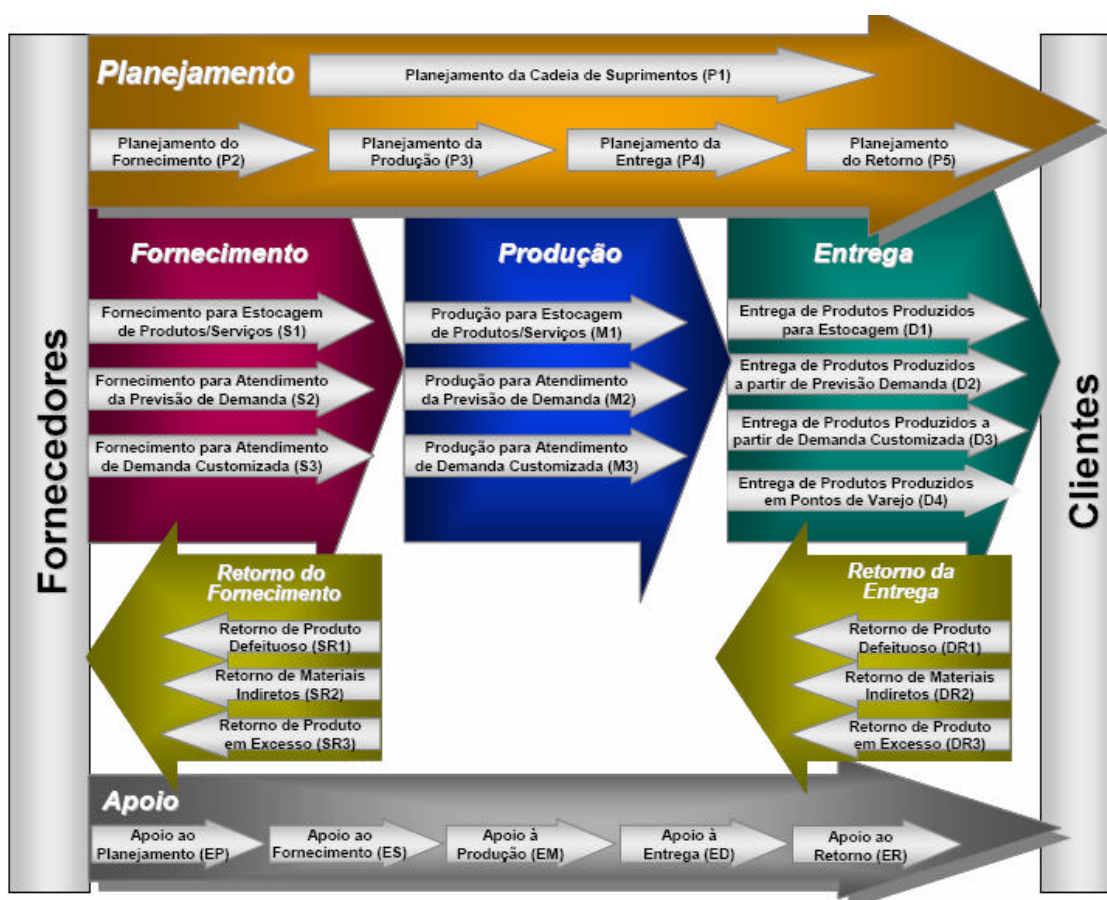 Fornecedores
Planejamento
Planejamento da Cadeia de Suprimentos (P1)
Planejamento do
Fornecimento (P2)
Planejamento da
Produção (P3)
Planejamento da
Entrega (P4)
Planejamento
do Retorno (P5)
Fornecimento
Fornecimento para Estocagem
de Produtos/Serviços (S1)
Fornecimento para Atendimento
da Previsão de Demanda (S2)
Fornecimento para Atendimento
de Demanda Customizada (S3)
Produção
Produção para Estocagem
de Produtos/Serviços (M1)
Produção para Atendimento
da Previsão de Demanda (M2)
Produção para Atendimento
de Demanda Customizada (M3)
Entrega
Entrega de Produtos Produzidos
para Estocagem (D1)
Entrega de Produtos Produzidos
a partir de Previsão Demanda (D2)
Entrega de Produtos Produzidos a
partir de Demanda Customizada (D3)
Entrega de Produtos Produzidos
em Pontos de Varejo (D4)
Retorno do
Fornecimento
Retorno de Produto
Defeituoso (SR1)
Retorno de Materiais
Indiretos (SR2)
Retorno de Produto
em Excesso (SR3)
Retorno da
Entrega
Retorno de Produto
Defeituoso (DR1)
Retorno de Materiais
Indiretos (DR2)
Retorno de Produto
em Excesso (DR3)
Apoio
Apoio ao
Planejamento (EP)
Apoio ao
Fornecimento (ES)
Apoio à
Produção (EM)
Apoio à
Entrega (ED)
Apoio ao
Retorno (ER)
Clientes